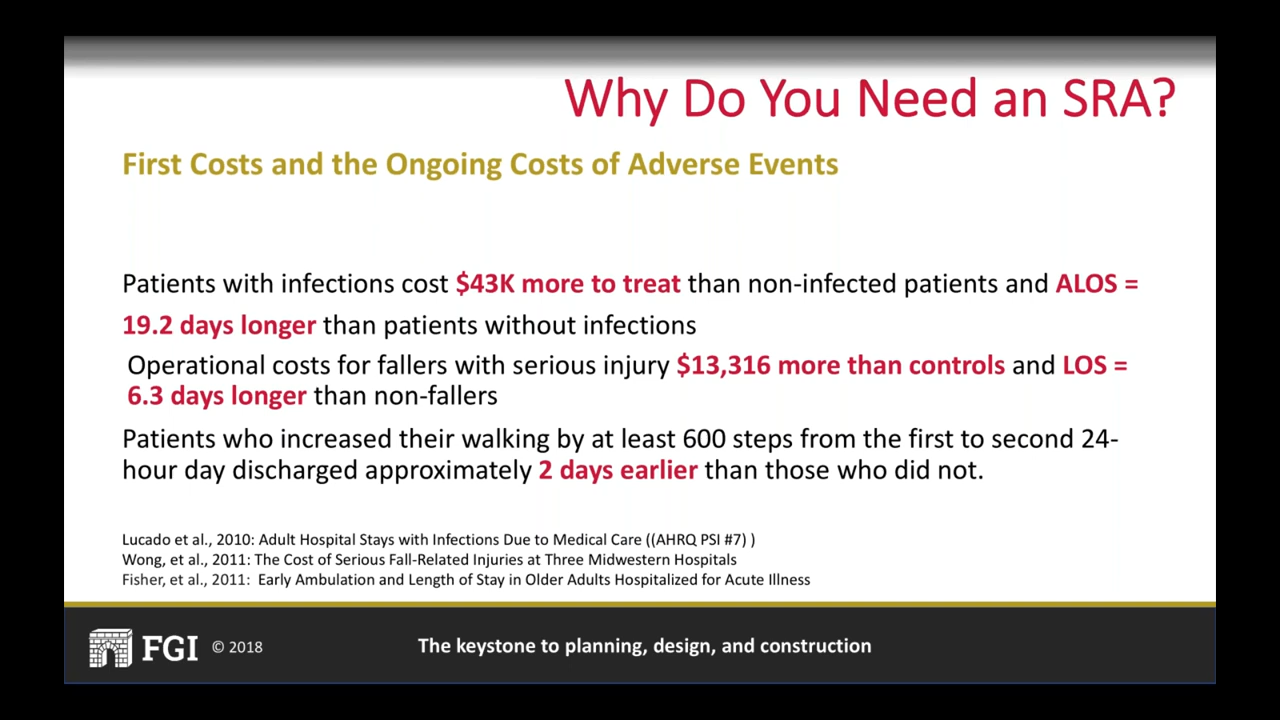 Why Do You Need an SRA?
First Costs and the Ongoing Costs of Adverse Events
Patients with infections cost $43K more to treat than non-infected patients and ALOS =
19.2 days longer than patients without infections
Operational costs for fallers with serious injury $13,316 more than controls and LOS =
6.3 days longer than non-fallers
Patients who increased their walking by at least 600 steps from the first to second 24-
hour day discharged approximately 2 days earlier than those who did not.
Lucado et al., 2010: Adult Hospital Stays with Infections Due to Medical Care ((AHRQ PSI #7) )
Wong, et al., 2011: The Cost of Serious Fall-Related Injuries at Three Midwestern Hospitals
Fisher, et al., 2011: Early Ambulation and Length of Stay in Older Adults Hospitalized for Acute Illness
FGI © 2018 The keystone to planning, design, and construction